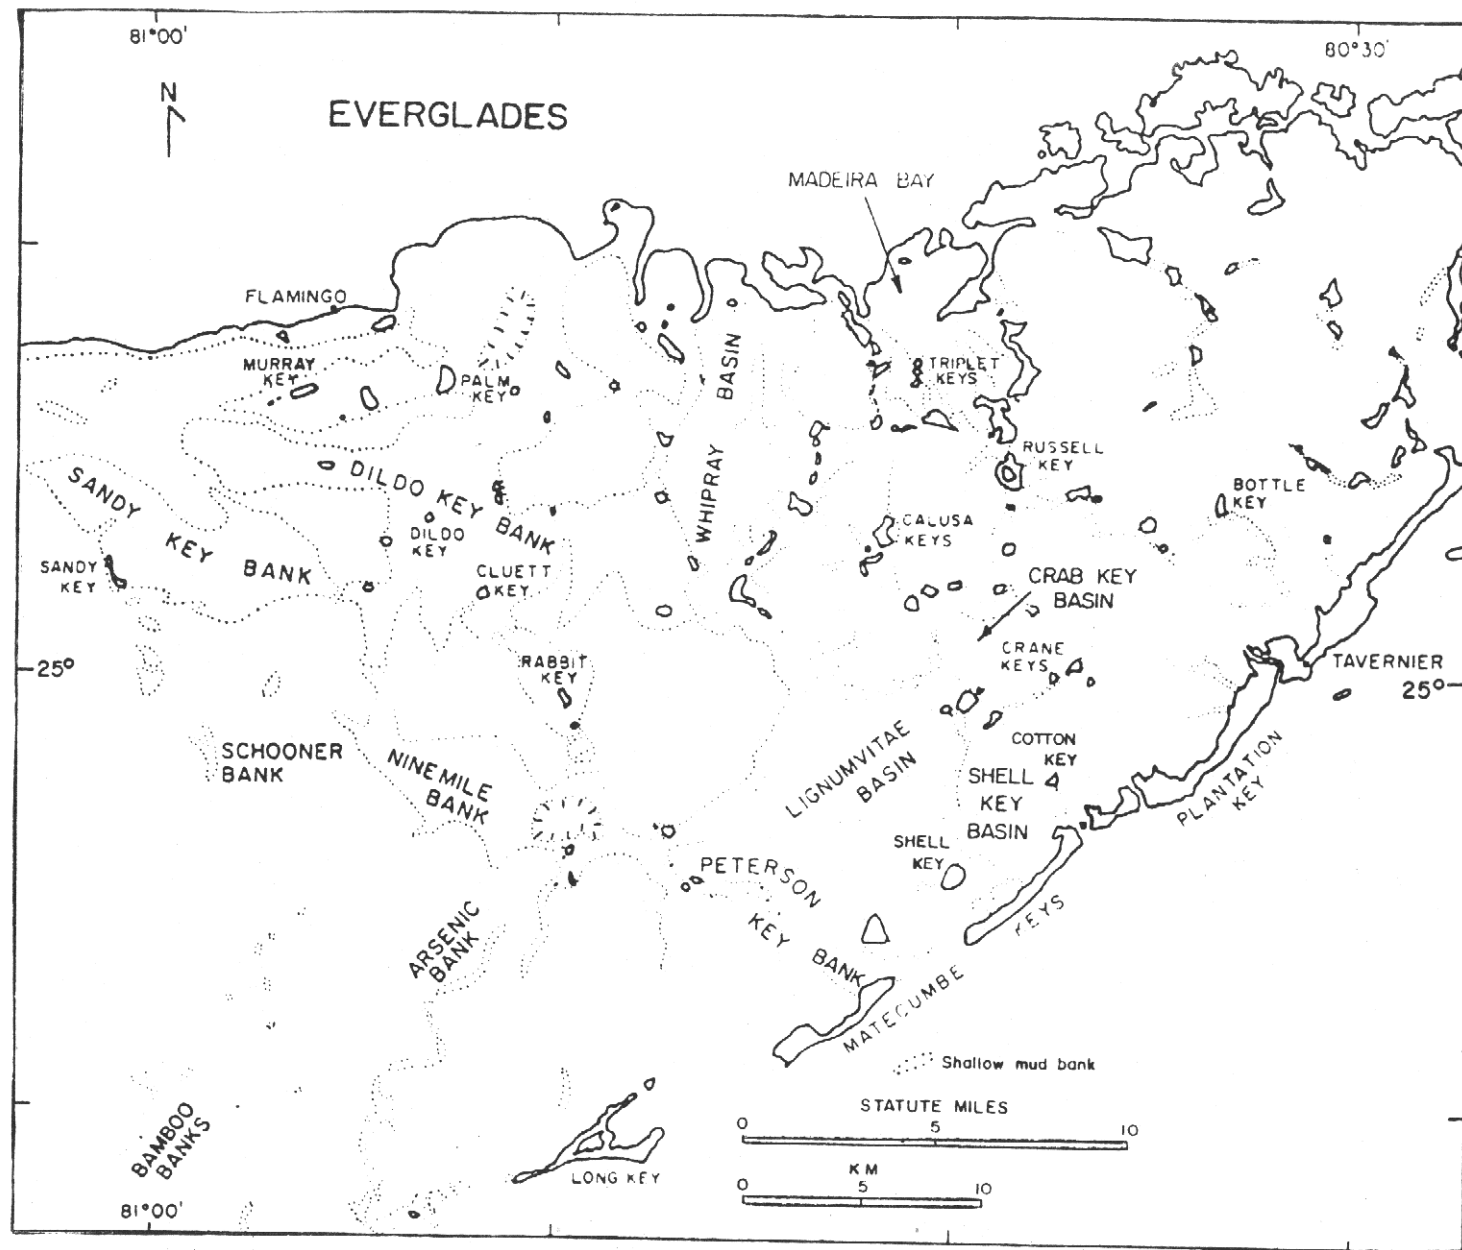 81°00'
80°30'
N
EVERGLADES
MADEIRA BAY
FLAMINGO
MURRAY
KEY
PALM
KEY
BASIN
WHIPRAY
TRIPLET
KEYS
RUSSELL
KEY
BOTTLE
KEY
SANDY
KEY BANK
DILDO KEY BANK
DILDO
KEY
CALUSA
KEYS
SANDY
KEY
CLUETT
KEY
CRAB KEY
BASIN
25°
RABBIT
KEY
CRANE
KEYS
TAVERNIER
25°
SCHOONER
BANK
NINEMILE
BANK
LIGNUMVITAE
BASIN
COTTON
KEY
SHELL
KEY
BASIN
PLANTATION
KEY
SHELL
KEY
PETERSON
KEY BANK
ARSENIC
BANK
MATECUMBE KEYS
Shallow mud bank
STATUTE MILES
0 5 10
KM
0 5 10
BAMBOO
BANKS
LONG KEY
81°00'